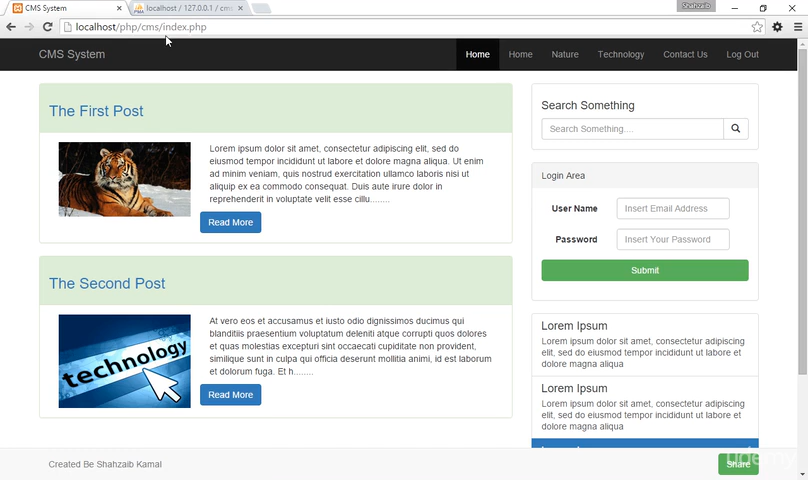 CMS System
localhost / 127.0.0.1 / cms
Shahzaib
localhost/php/cms/index.php
CMS System
Home
Home
Nature
Technology
Contact Us
Log Out
The First Post
Lorem ipsum dolor sit amet, consectetur adipiscing elit, sed do
eiusmod tempor incididunt ut labore et dolore magna aliqua. Ut enim
ad minim veniam, quis nostrud exercitation ullamco laboris nisi ut
aliquip ex ea commodo consequat. Duis aute irure dolor in
reprehenderit in voluptate velit esse cillu........
Read More
The Second Post
technology
At vero eos et accusamus et iusto odio dignissimos ducimus qui
blanditiis praesentium voluptatum deleniti atque corrupti quos dolores
et quas molestias excepturi sint occaecati cupiditate non provident,
similique sunt in culpa qui officia deserunt mollitia animi, id est laborum
et dolorum fuga. Et h........
Read More
Search Something
Search Something....
Login Area
User Name
Insert Email Address
Password
Insert Your Password
Submit
Lorem Ipsum
Lorem ipsum dolor sit amet, consectetur adipiscing
elit, sed do eiusmod tempor incididunt ut labore et
dolore magna aliqua
Lorem Ipsum
Lorem ipsum dolor sit amet, consectetur adipiscing
elit, sed do eiusmod tempor incididunt ut labore et
dolore magna aliqua
Created Be Shahzaib Kamal
Share
udemy